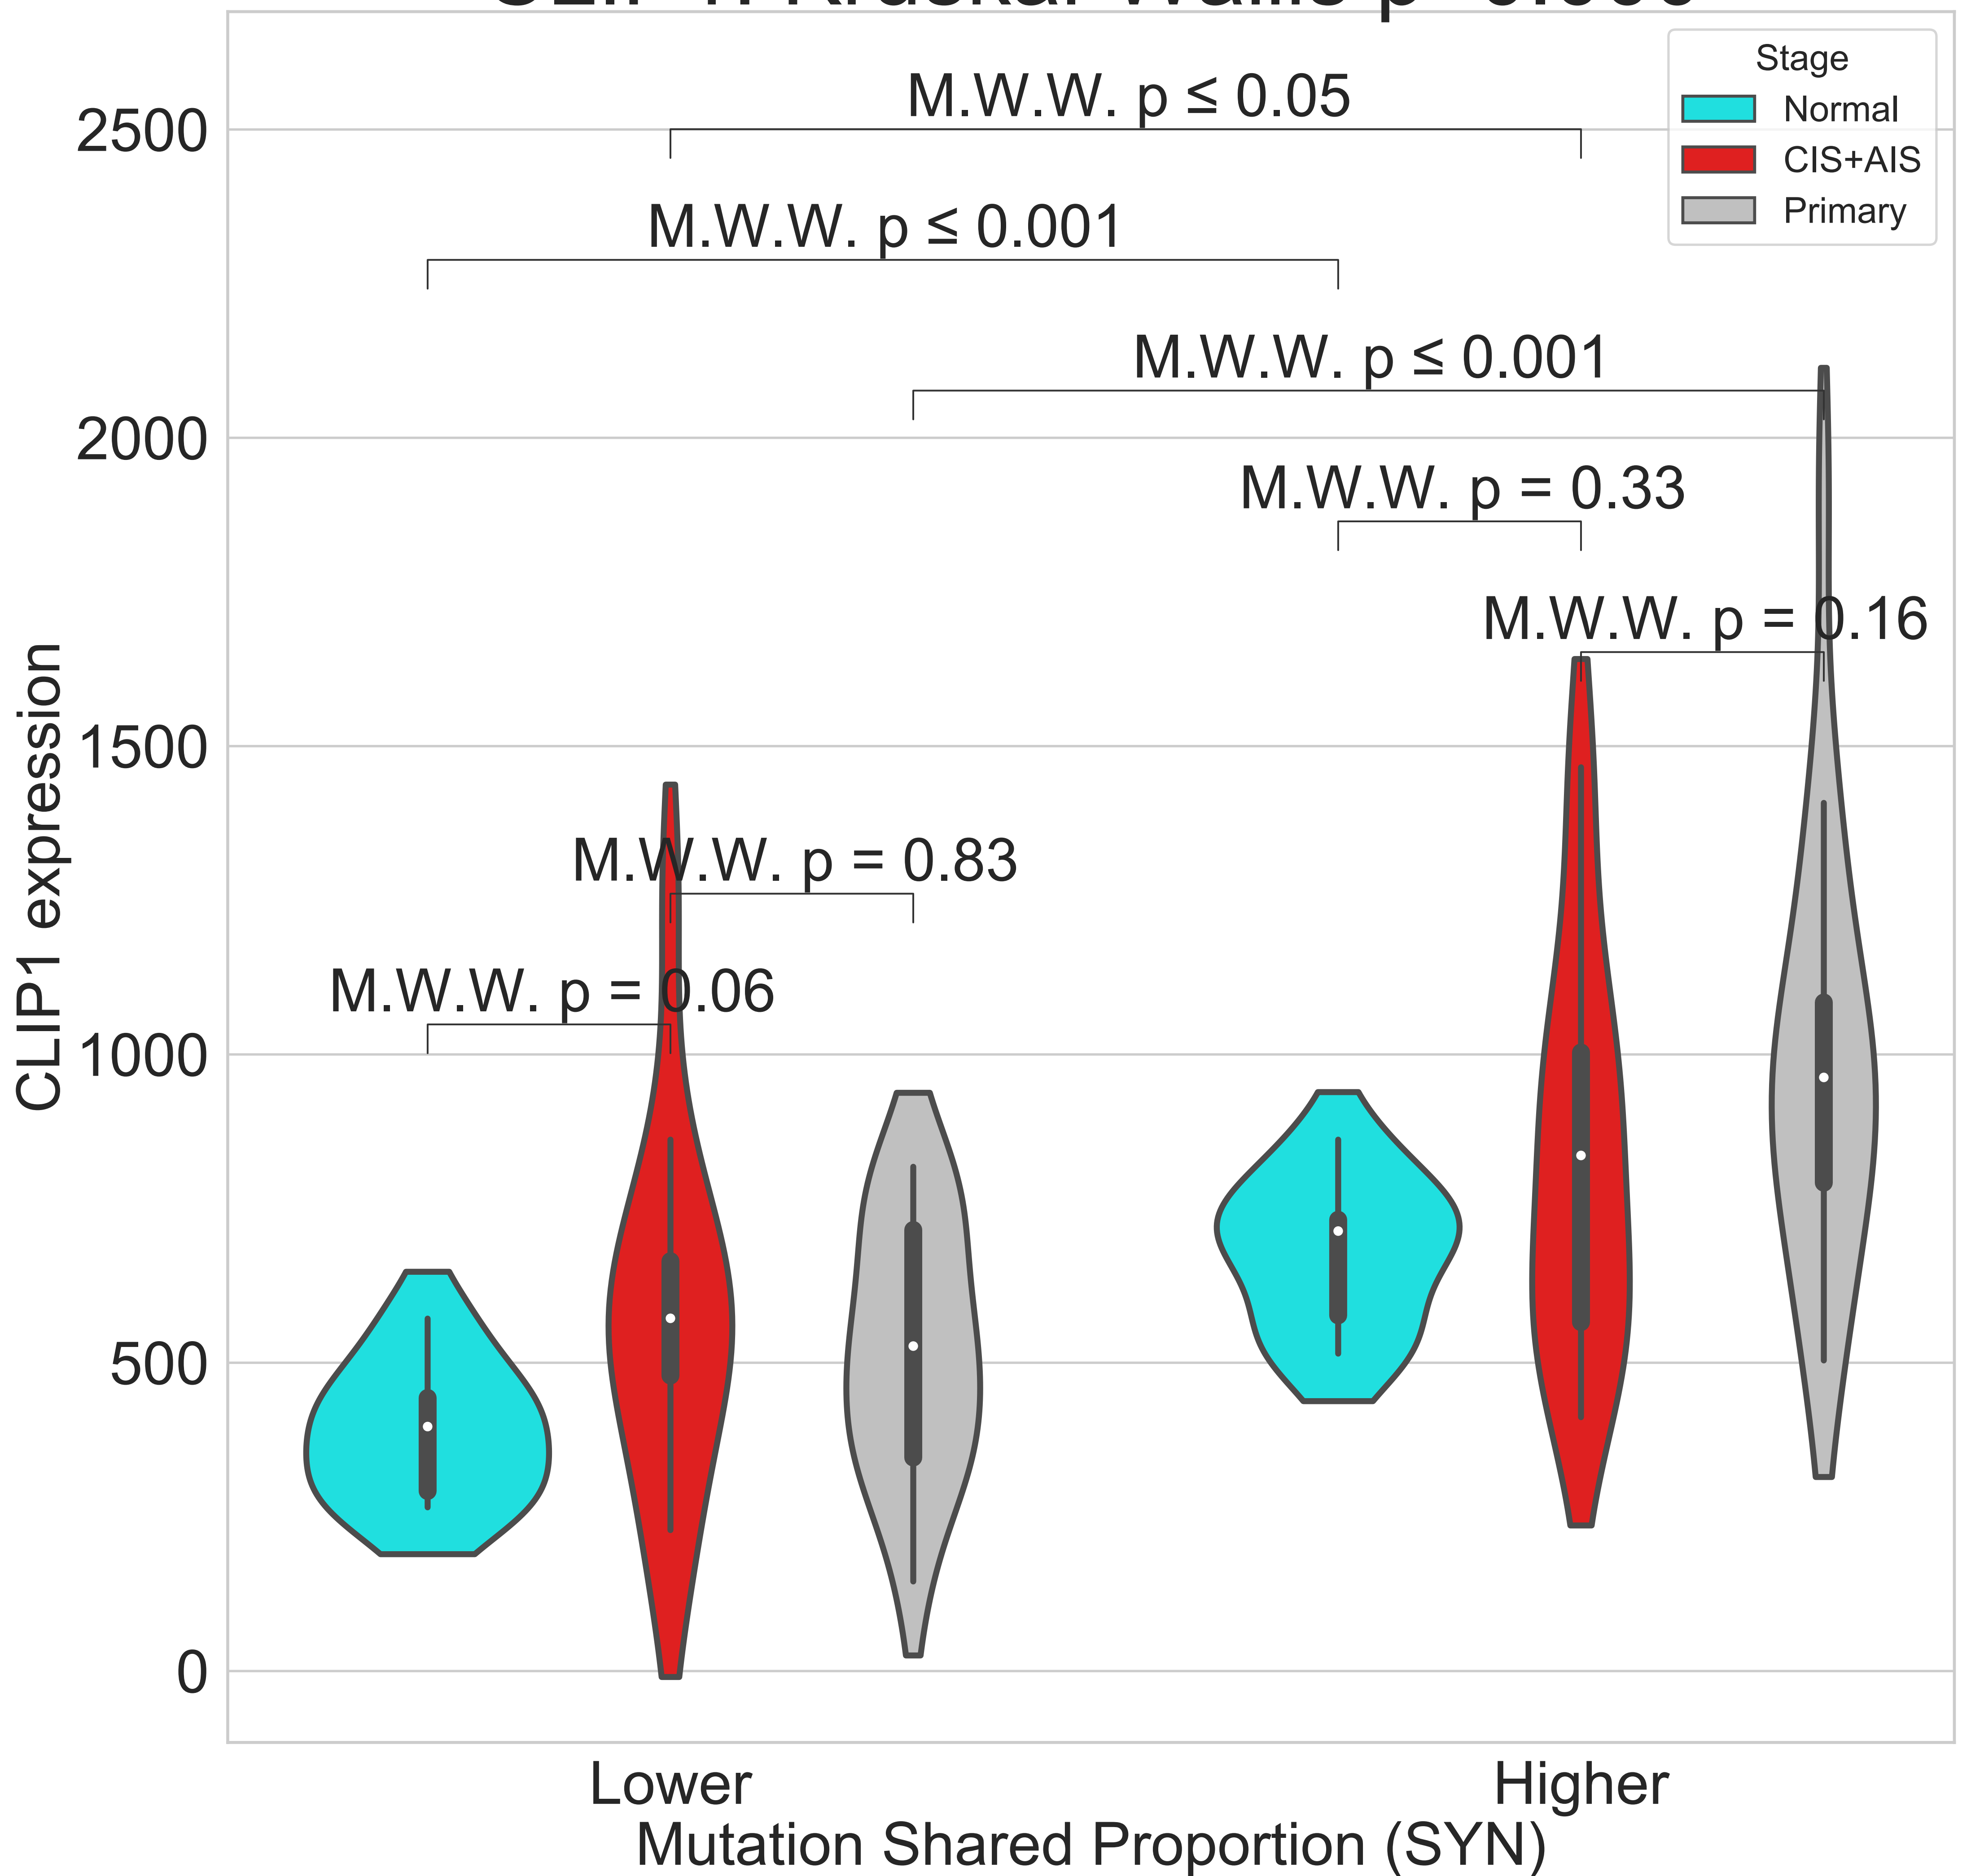 Stage
Normal
CIS+AIS
Primary
M.W.W. p ≤ 0.05
M.W.W. p ≤ 0.001
M.W.W. p ≤ 0.001
M.W.W. p = 0.33
M.W.W. p = 0.16
M.W.W. p = 0.83
M.W.W. p = 0.06
2500
2000
1500
1000
500
0
CLIP1 expression
Lower
Higher
Mutation Shared Proportion (SYN)